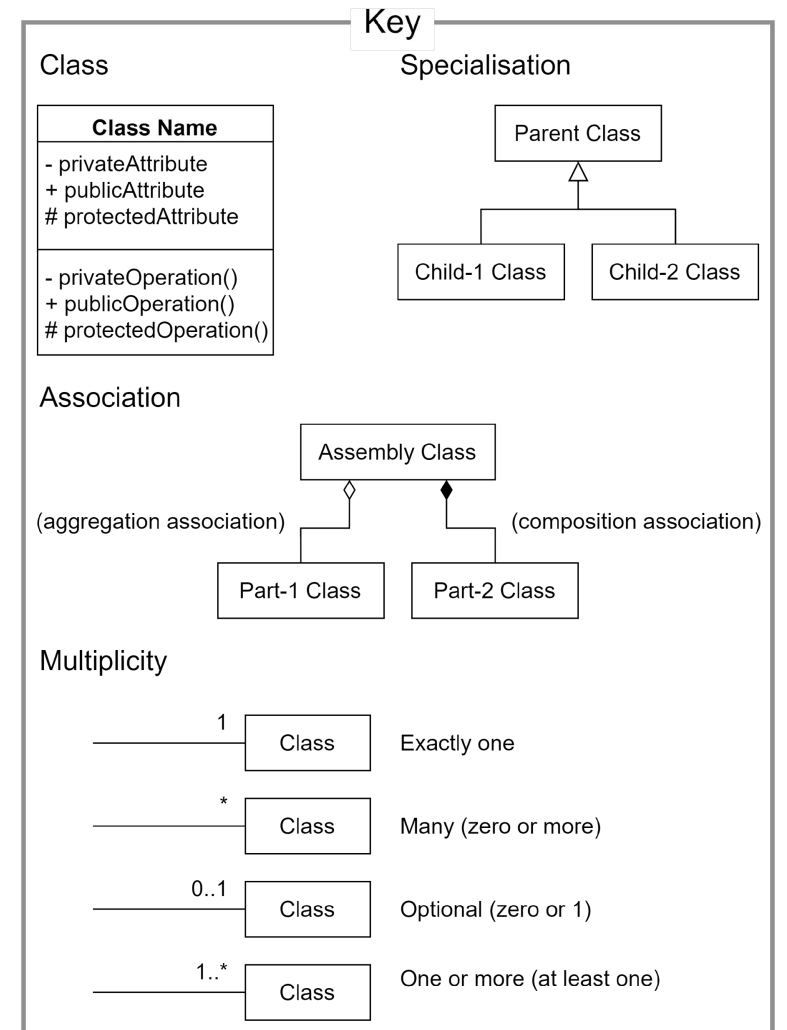 Key
Class
Specialisation
Class Name
- privateAttribute
+ publicAttribute
# protectedAttribute
- privateOperation()
+ publicOperation()
# protectedOperation()
Parent Class
Child-1 Class
Child-2 Class
Association
Assembly Class
(aggregation association)
(composition association)
Part-1 Class
Part-2 Class
Multiplicity
1
Class
Exactly one
*
Class
Many (zero or more)
0..1
Class
Optional (zero or 1)
1..*
Class
One or more (at least one)